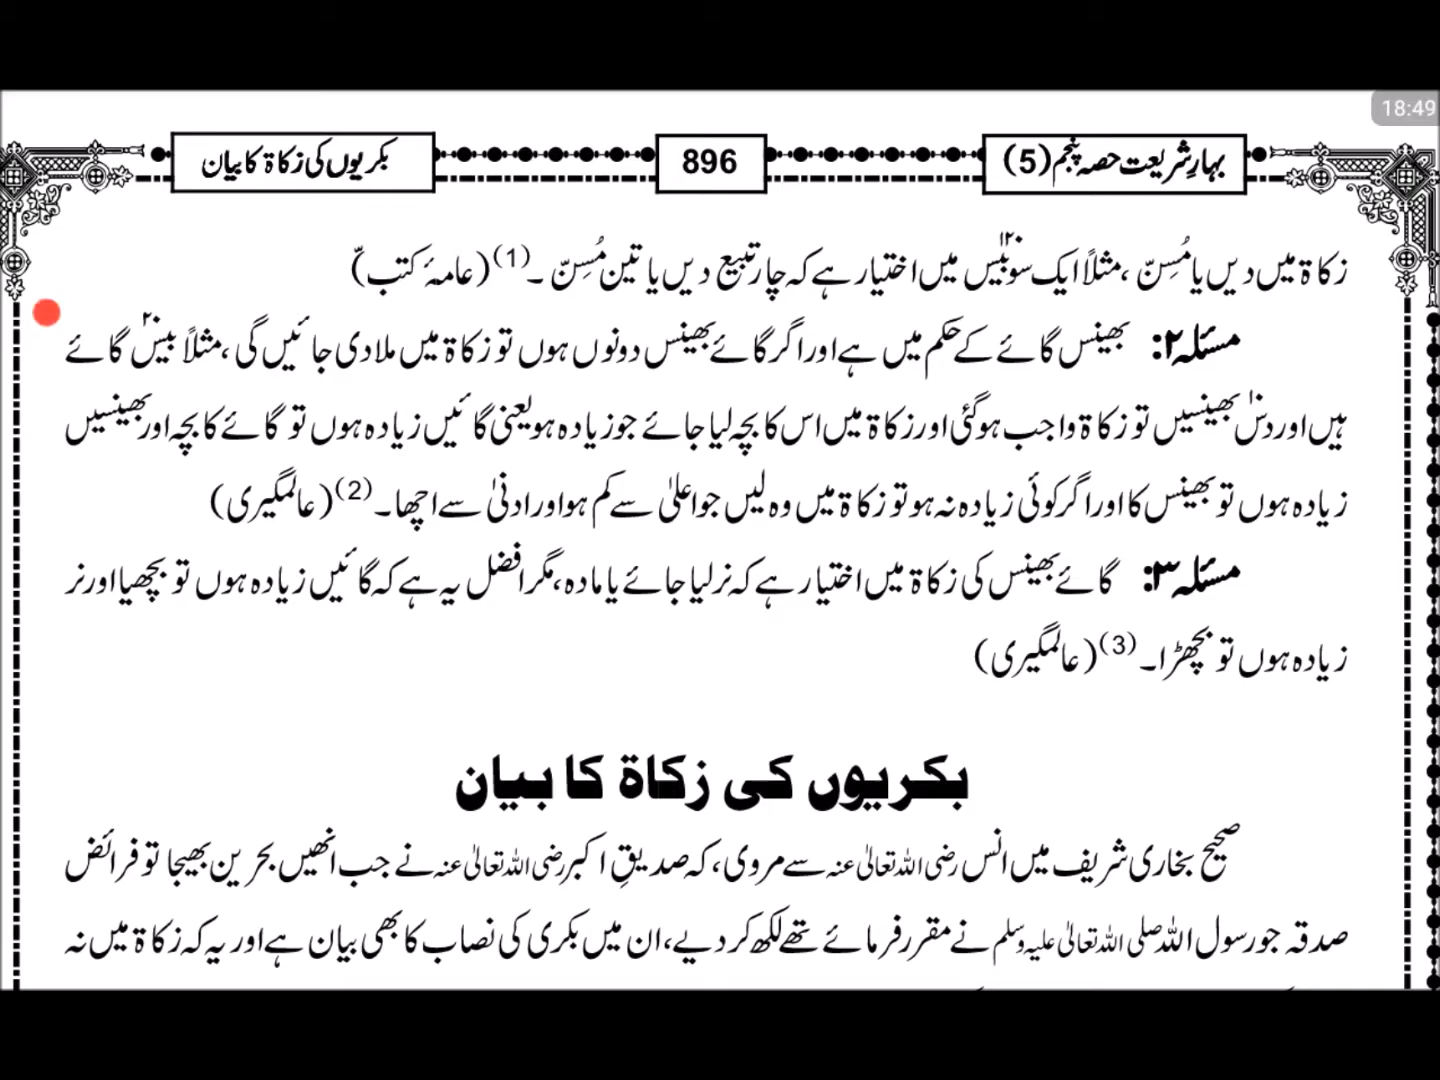 18:49
بہارِ شریعت حصہ پنجم (5)
896
بکریوں کی زکاۃ کا بیان
زکاۃ میں دیں یا مُسِنّ ، مثلاً ایک سو بیس ۱۲۰ میں اختیار ہے کہ چار تبیع دیں یا تین مُسِنّ ۔ (1) (عامۂ کتب)
مسئلہ ۲: بھینس گائے کے حکم میں ہے اور اگر گائے بھینس دونوں ہوں تو زکاۃ میں ملا دی جائیں گی ، مثلاً بیس ۲۰ گائے
ہیں اور دس ۱۰ بھینسیں تو زکاۃ واجب ہوگئی اور زکاۃ میں اس کا بچہ لیا جائے جو زیادہ ہو یعنی گائیں زیادہ ہوں تو گائے کا بچہ اور بھینسیں
زیادہ ہوں تو بھینس کا اور اگر کوئی زیادہ نہ ہو تو زکاۃ میں وہ لیں جو اعلیٰ سے کم ہو اور ادنیٰ سے اچھا۔ (2) (عالمگیری)
مسئلہ ۳: گائے بھینس کی زکاۃ میں اختیار ہے کہ نر لیا جائے یا مادہ، مگر افضل یہ ہے کہ گائیں زیادہ ہوں تو بچھیا اور نر
زیادہ ہوں تو بچھڑا۔ (3) (عالمگیری)
بکریوں کی زکاۃ کا بیان
صحیح بخاری شریف میں انس رضی اللہ تعالیٰ عنہ سے مروی، کہ صدیقِ اکبر رضی اللہ تعالیٰ عنہ نے جب انھیں بحرین بھیجا تو فرائض
صدقہ جو رسول اللہ صلی اللہ تعالیٰ علیہ وسلم نے مقرر فرمائے تھے لکھ کر دیے، ان میں بکری کی نصاب کا بھی بیان ہے اور یہ کہ زکاۃ میں نہ